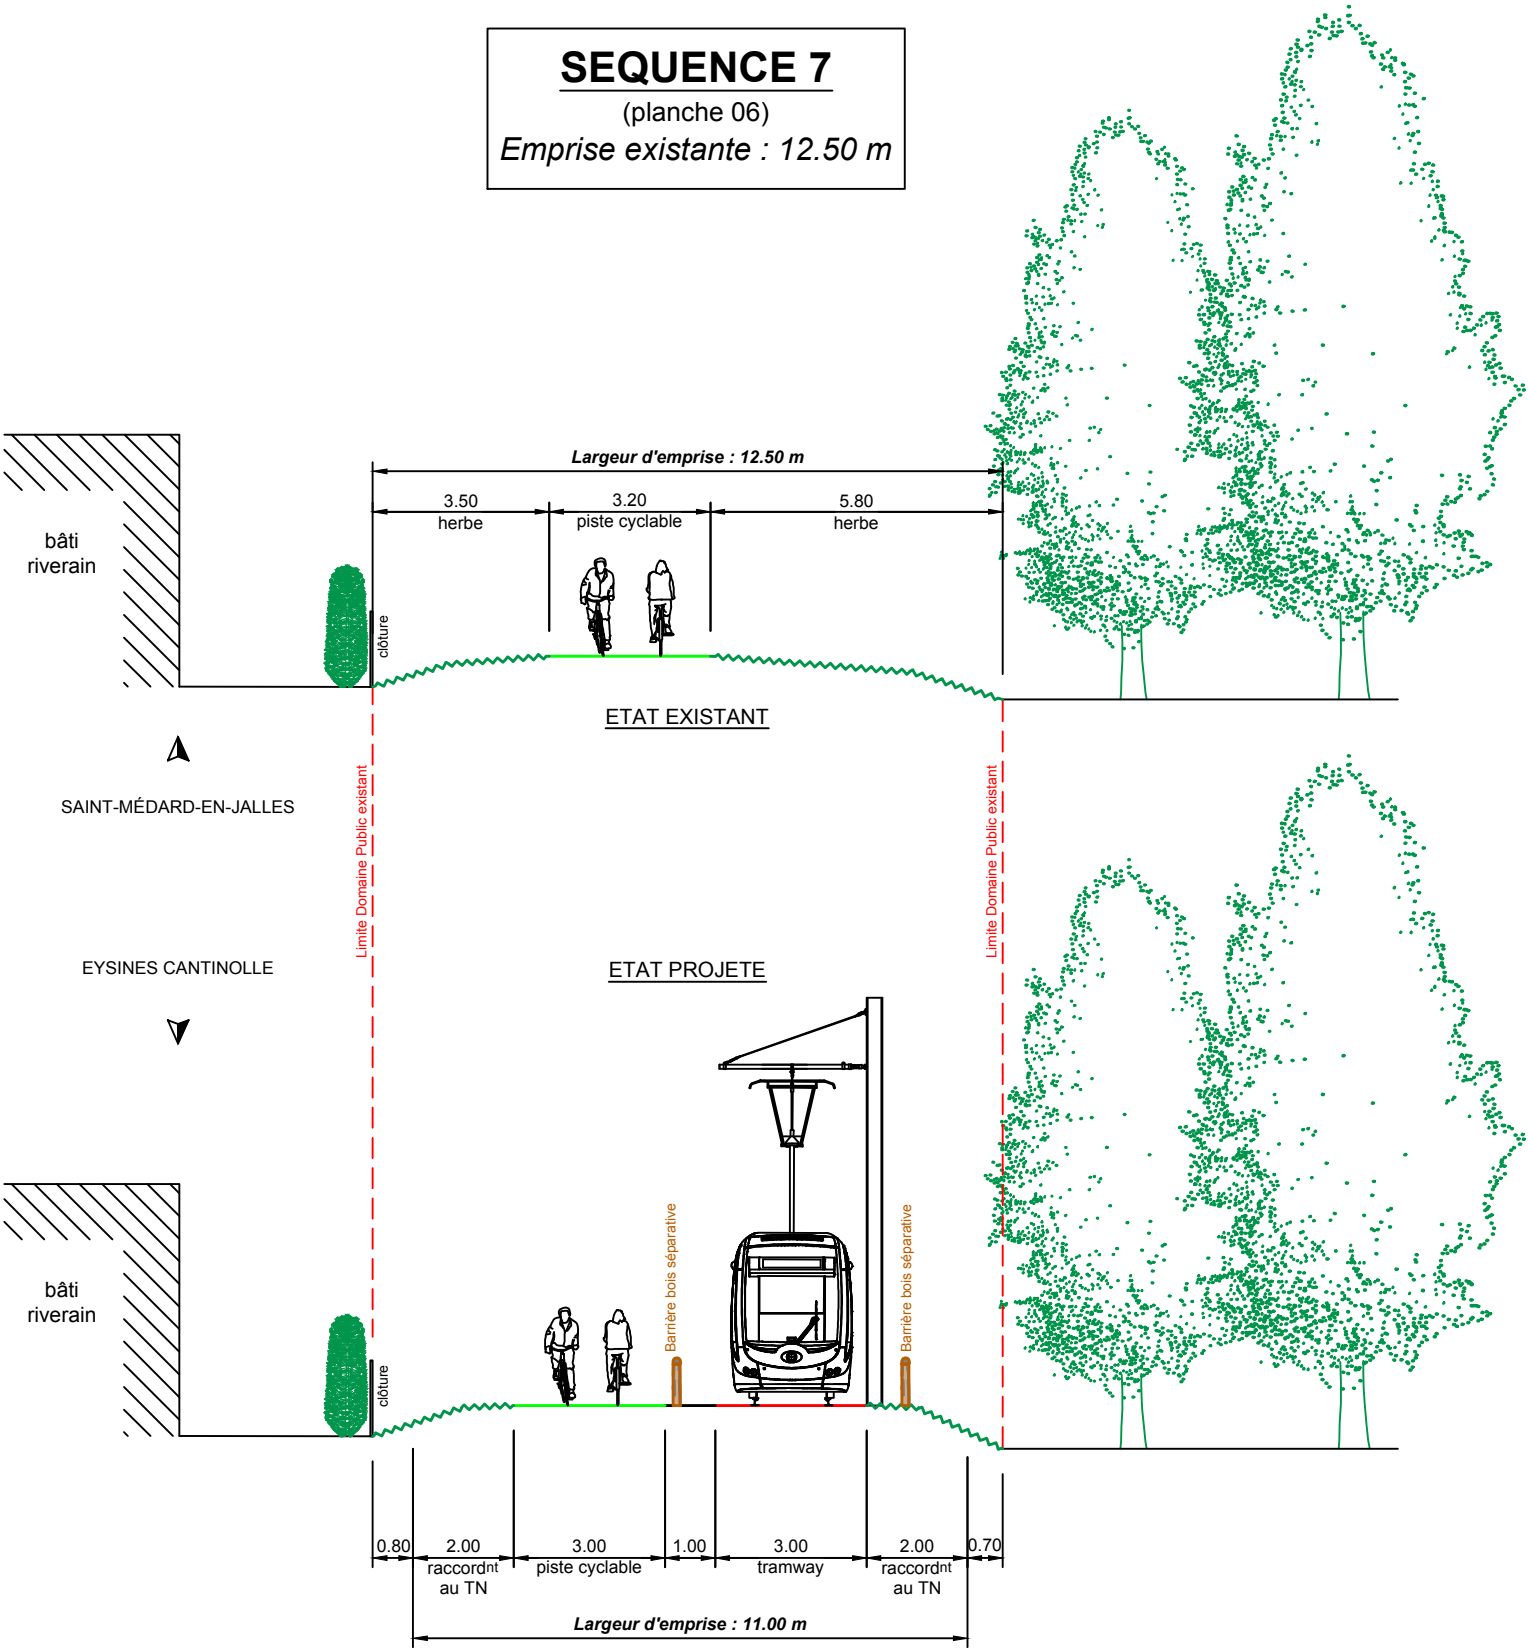 SEQUENCE 7
(planche 06)
Emprise existante : 12.50 m
Largeur d'emprise : 12.50 m
3.50
3.20
5.80
herbe
piste cyclable
herbe
bâti
riverain
clôture
ETAT EXISTANT
SAINT-MÉDARD-EN-JALLES
Limite Domaine Public existant
Limite Domaine Public existant
EYSINES CANTINOLLE
ETAT PROJETE
Barrière bois séparative
Barrière bois séparative
bâti
riverain
clôture
0.80
2.00
3.00
1.00
3.00
2.00
0.70
raccordnt
au TN
piste cyclable
tramway
raccordnt
au TN
Largeur d'emprise : 11.00 m